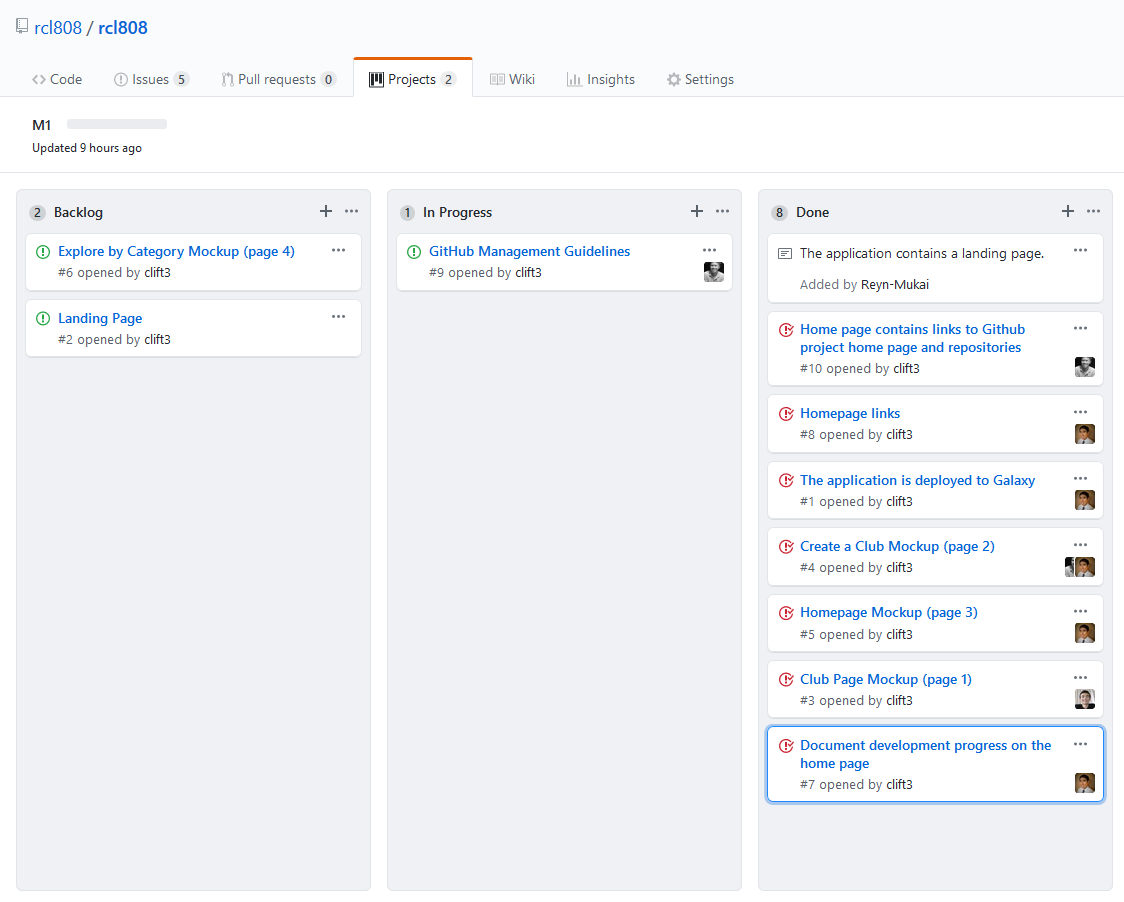 rcl808 / rcl808
Code
Issues 5
Pull requests 0
Projects 2
Wiki
Insights
Settings
M1
Updated 9 hours ago
2 Backlog
Explore by Category Mockup (page 4)
#6 opened by clift3
Landing Page
#2 opened by clift3
1 In Progress
GitHub Management Guidelines
#9 opened by clift3
8 Done
The application contains a landing page.
Added by Reyn-Mukai
Home page contains links to Github
project home page and repositories
#10 opened by clift3
Homepage links
#8 opened by clift3
The application is deployed to Galaxy
#1 opened by clift3
Create a Club Mockup (page 2)
#4 opened by clift3
Homepage Mockup (page 3)
#5 opened by clift3
Club Page Mockup (page 1)
#3 opened by clift3
Document development progress on the
home page
#7 opened by clift3